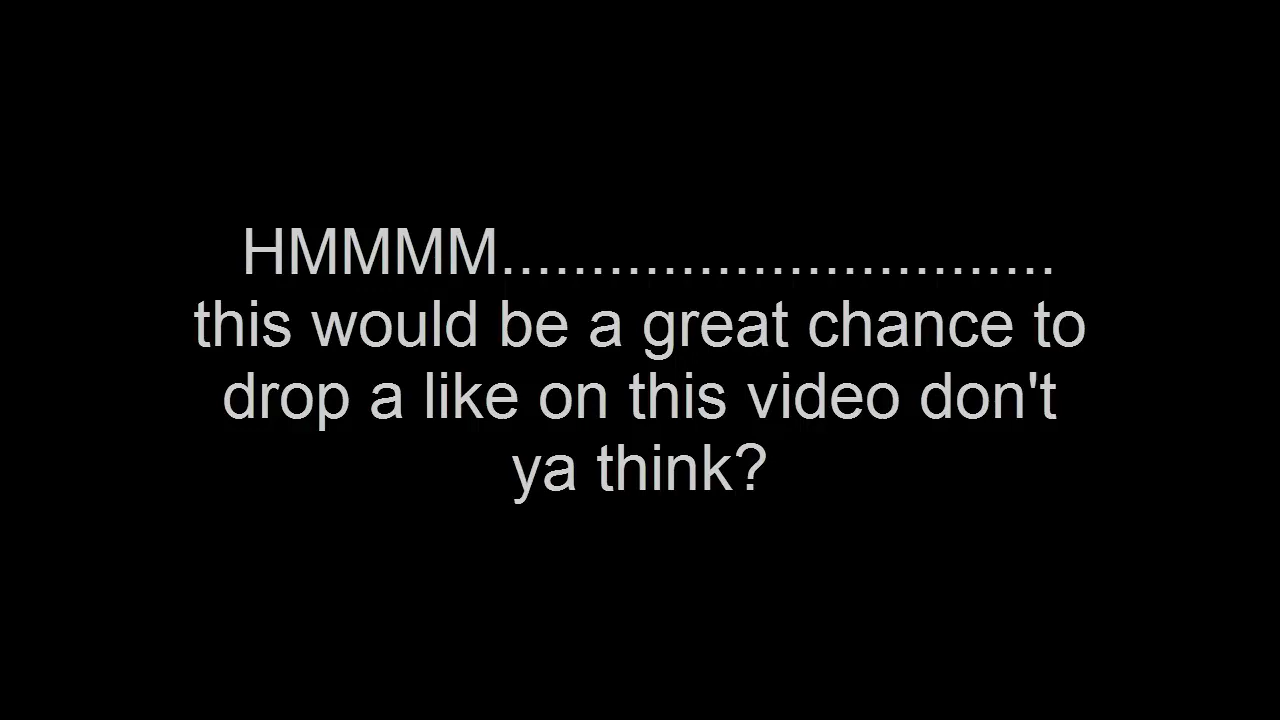 HMMMM...............................
this would be a great chance to
drop a like on this video don't
ya think?